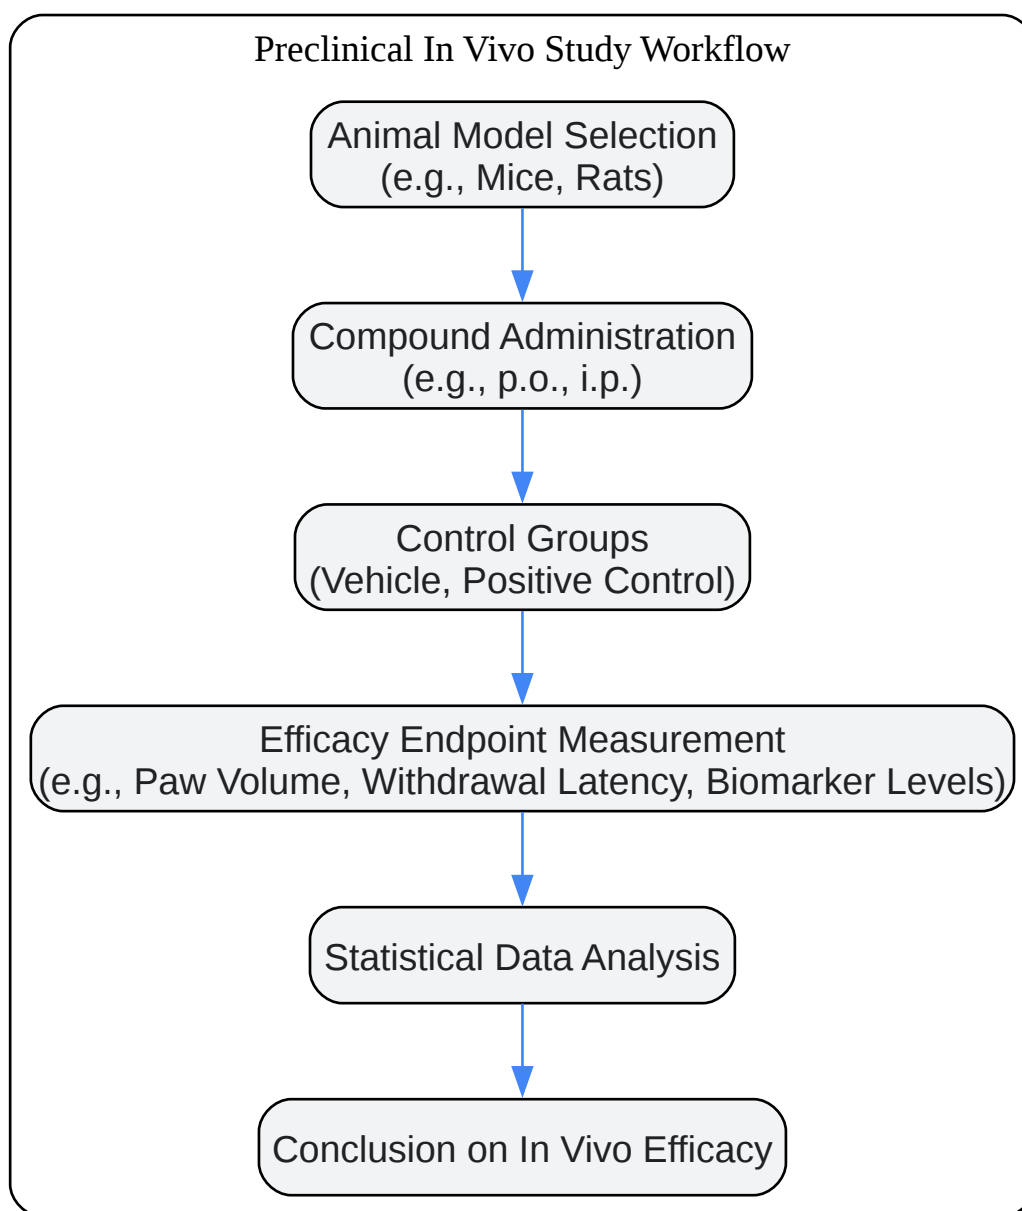 Preclinical In Vivo Study Workflow
Animal Model Selection
(e.g., Mice, Rats)
Compound Administration
(e.g., p.o., i.p.)
Control Groups
(Vehicle, Positive Control)
Efficacy Endpoint Measurement
(e.g., Paw Volume, Withdrawal Latency, Biomarker Levels)
Statistical Data Analysis
Conclusion on In Vivo Efficacy